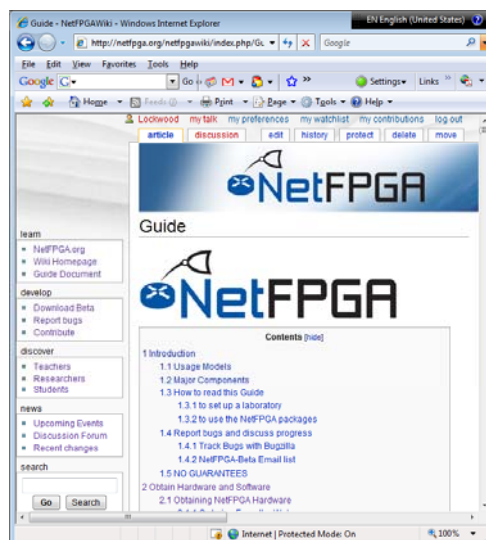 Guide - NetFPGAWiki - Windows Internet Explorer
EN English (United States)
http://netfpga.org/netfpgawiki/index.php/Gu
Google
File Edit View Favorites Tools Help
Google G Go M Settings Links »
Home Feeds Print Page Tools Help
Lockwood my talk my preferences my watchlist my contributions log out
article discussion edit history protect delete move
NetFPGA
Guide
NetFPGA
learn
NetFPGA.org
Wiki Homepage
Guide Document
develop
Download Beta
Report bugs
Contribute
discover
Teachers
Researchers
Students
news
Upcoming Events
Discussion Forum
Recent changes
search
Go Search
Contents [hide]
1 Introduction
1.1 Usage Models
1.2 Major Components
1.3 How to read this Guide
1.3.1 to set up a laboratory
1.3.2 to use the NetFPGA packages
1.4 Report bugs and discuss progress
1.4.1 Track Bugs with Bugzilla
1.4.2 NetFPGA-Beta Email list
1.5 NO GUARANTEES
2 Obtain Hardware and Software
2.1 Obtaining NetFPGA Hardware
Internet | Protected Mode: On 100%